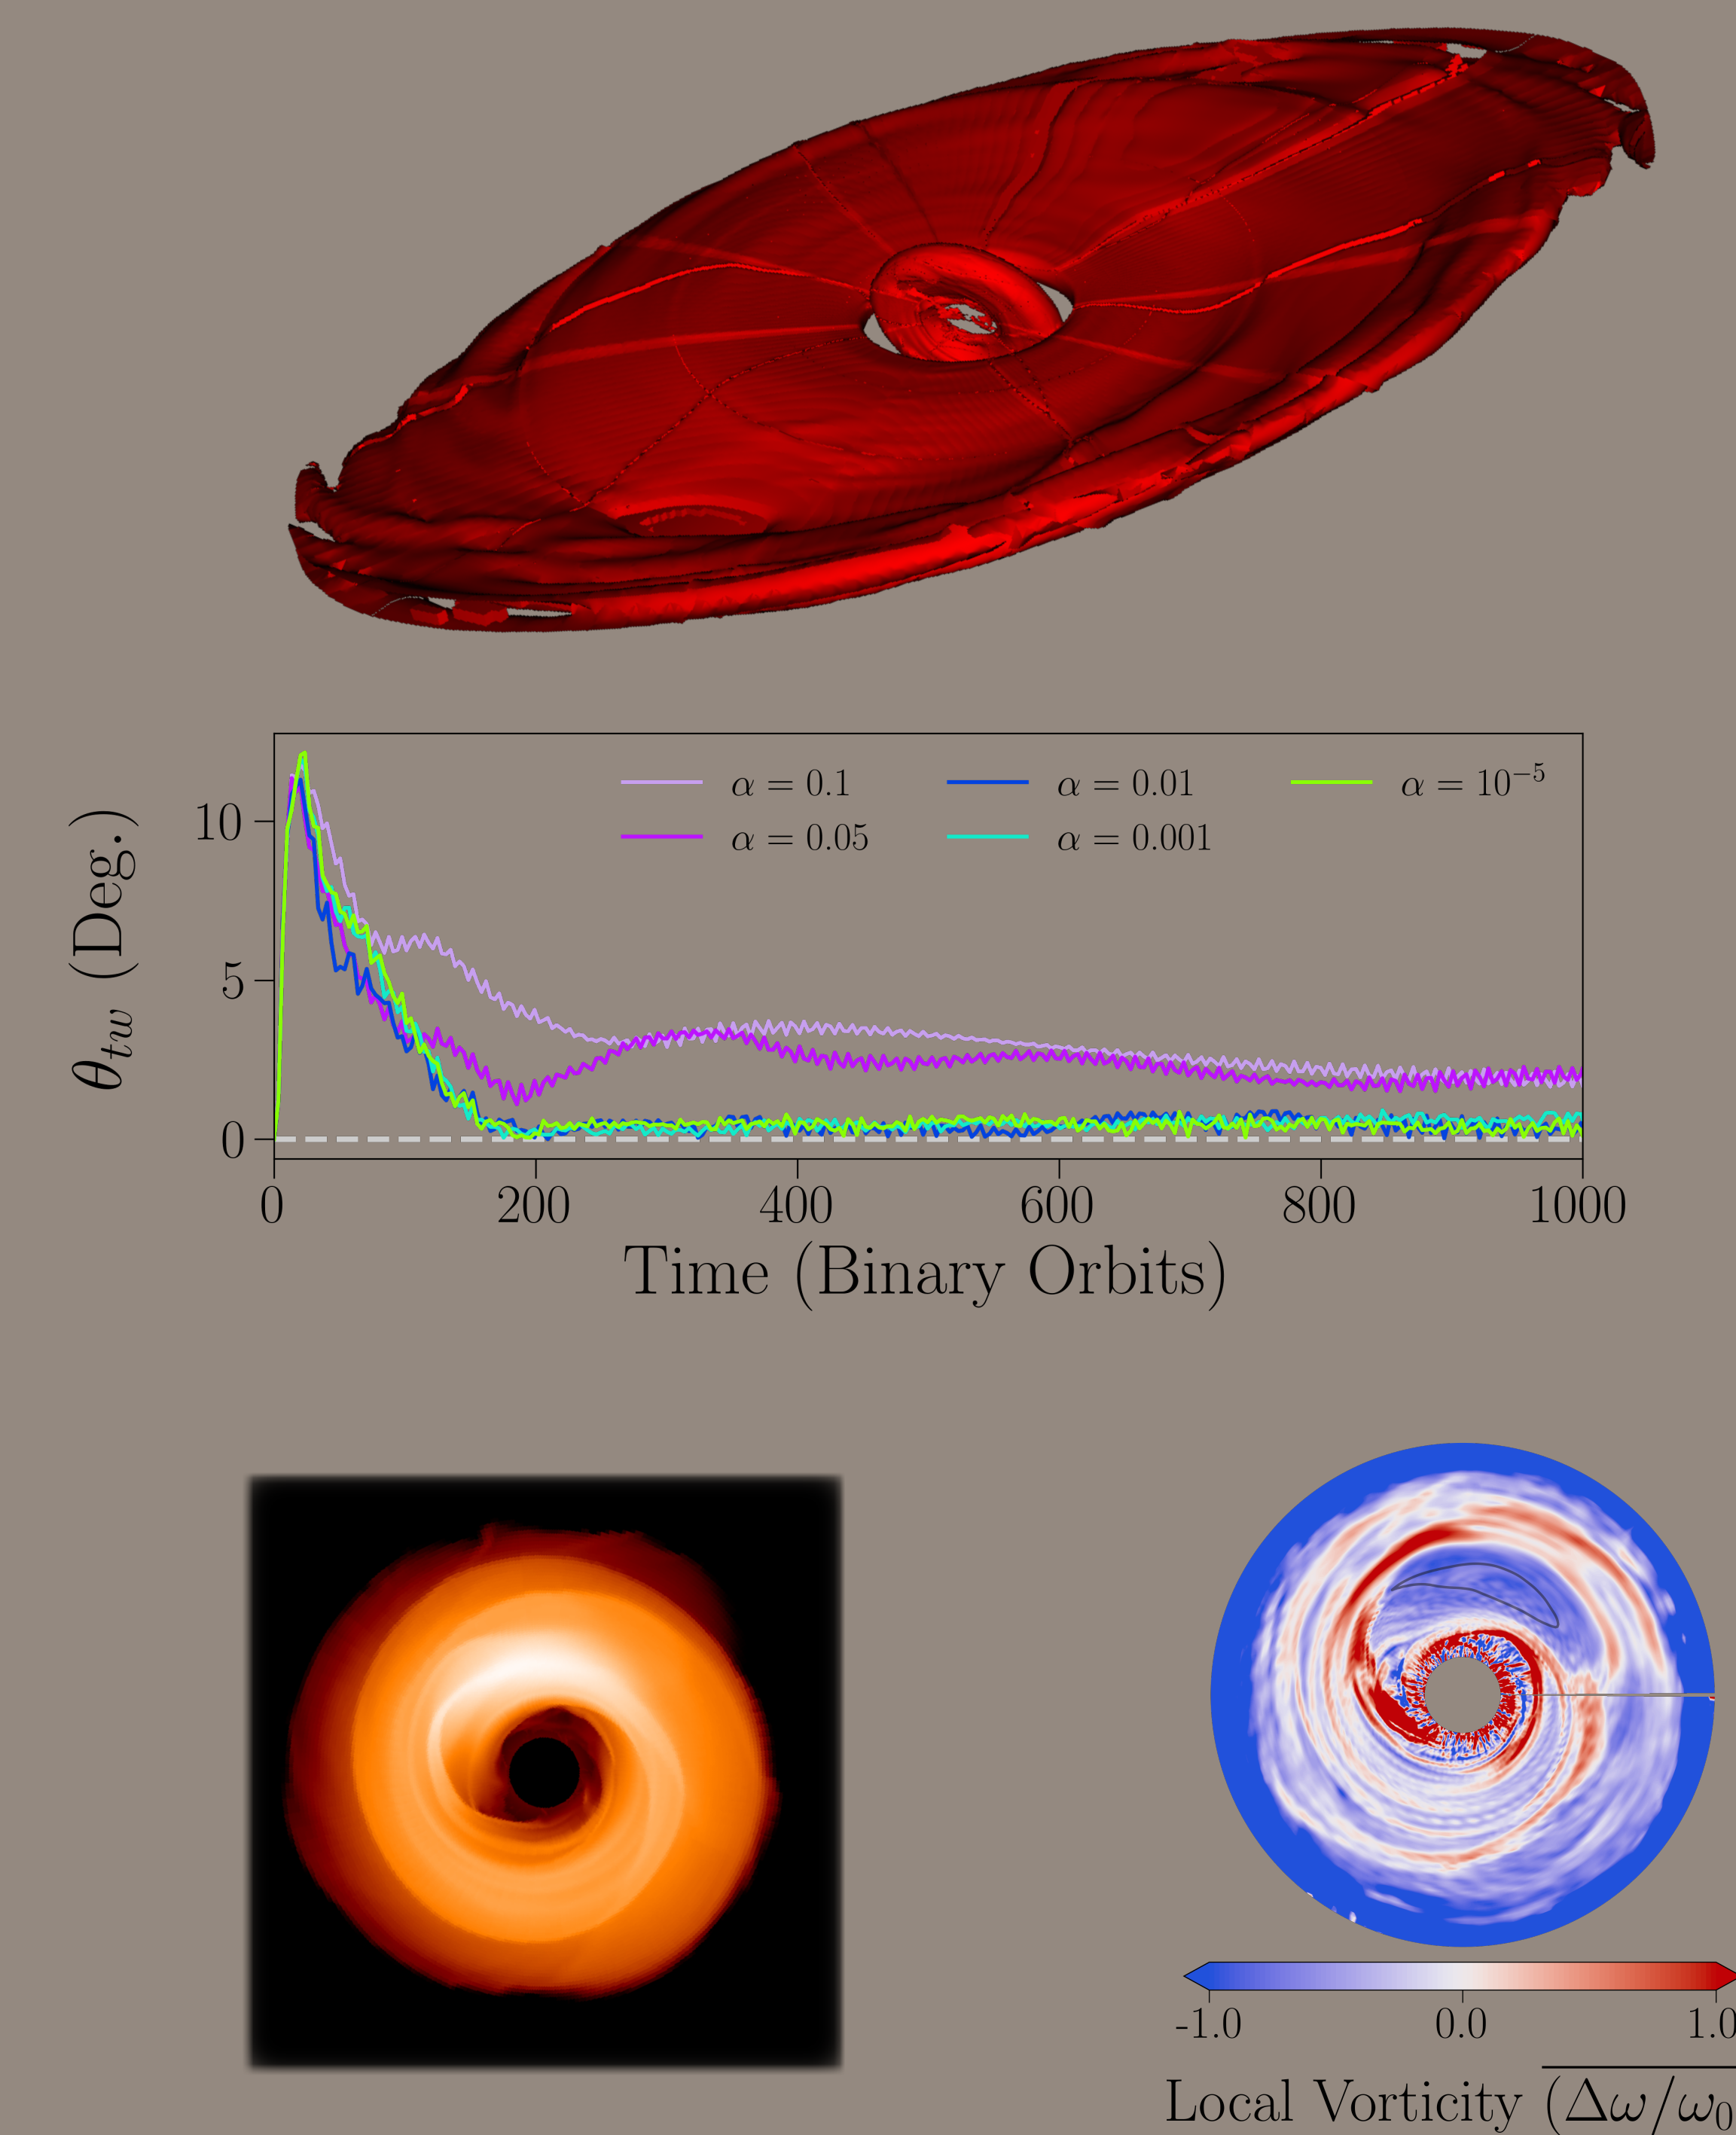 α = 0.1
α = 0.01
α = 10⁻⁵
α = 0.05
α = 0.001
θ_tw (Deg.)
10
5
0
0 200 400 600 800 1000
Time (Binary Orbits)
-1.0 0.0 1.0
Local Vorticity (Δω/ω₀